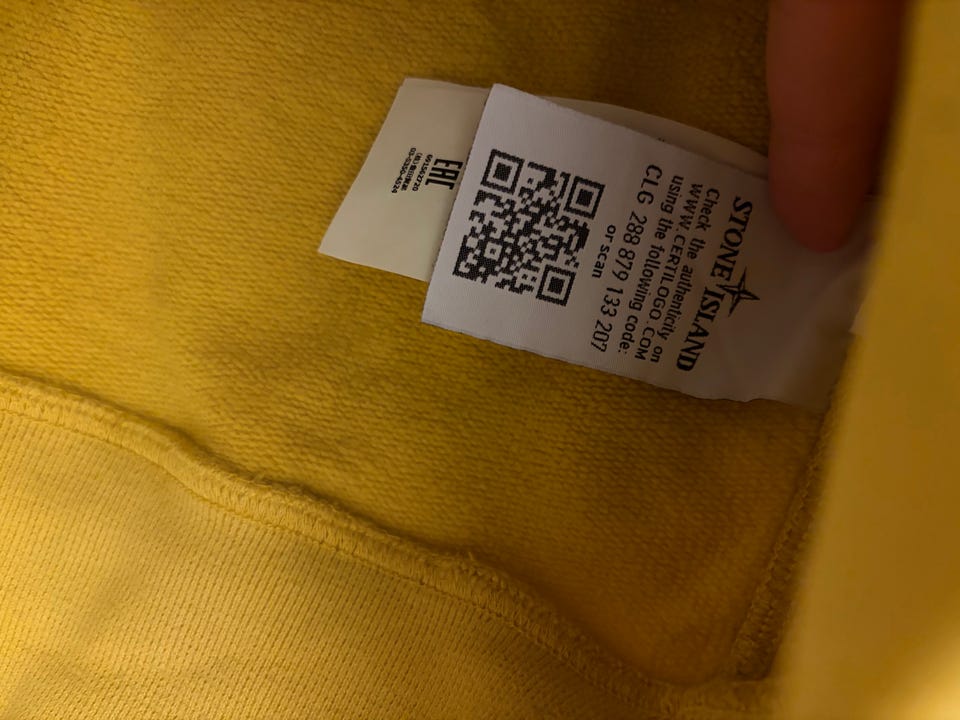 STONE ISLAND
Check the authenticity on
WWW.CERTILOGO.COM
using the following code:
CLG 288 879 133 207
or scan
EAC